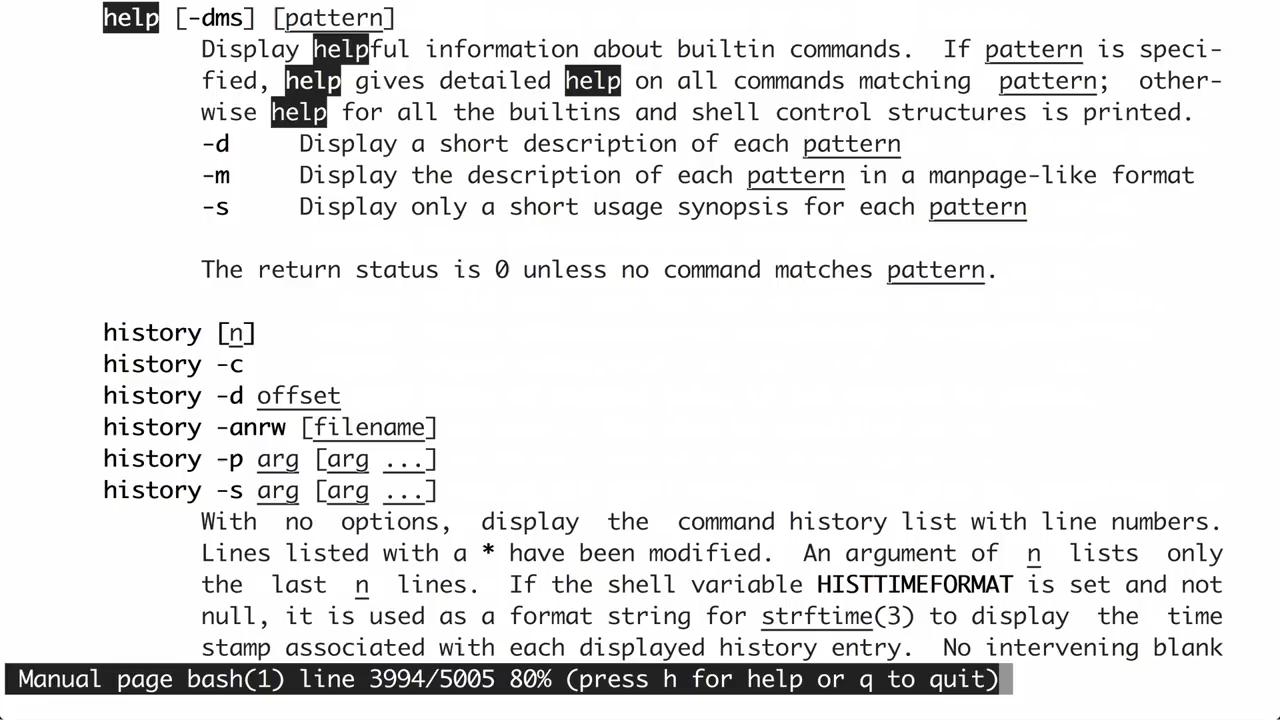 help [-dms] [pattern]
Display helpful information about builtin commands.  If pattern is speci-
fied, help gives detailed help on all commands matching  pattern;  other-
wise help for all the builtins and shell control structures is printed.
-d     Display a short description of each pattern
-m     Display the description of each pattern in a manpage-like format
-s     Display only a short usage synopsis for each pattern
The return status is 0 unless no command matches pattern.
history [n]
history -c
history -d offset
history -anrw [filename]
history -p arg [arg ...]
history -s arg [arg ...]
With  no  options,  display  the  command history list with line numbers.
Lines listed with a * have been modified.  An argument of  n  lists  only
the  last  n  lines.  If the shell variable HISTTIMEFORMAT is set and not
null, it is used as a format string for strftime(3) to display  the  time
stamp associated with each displayed history entry.  No intervening blank
Manual page bash(1) line 3994/5005 80% (press h for help or q to quit)